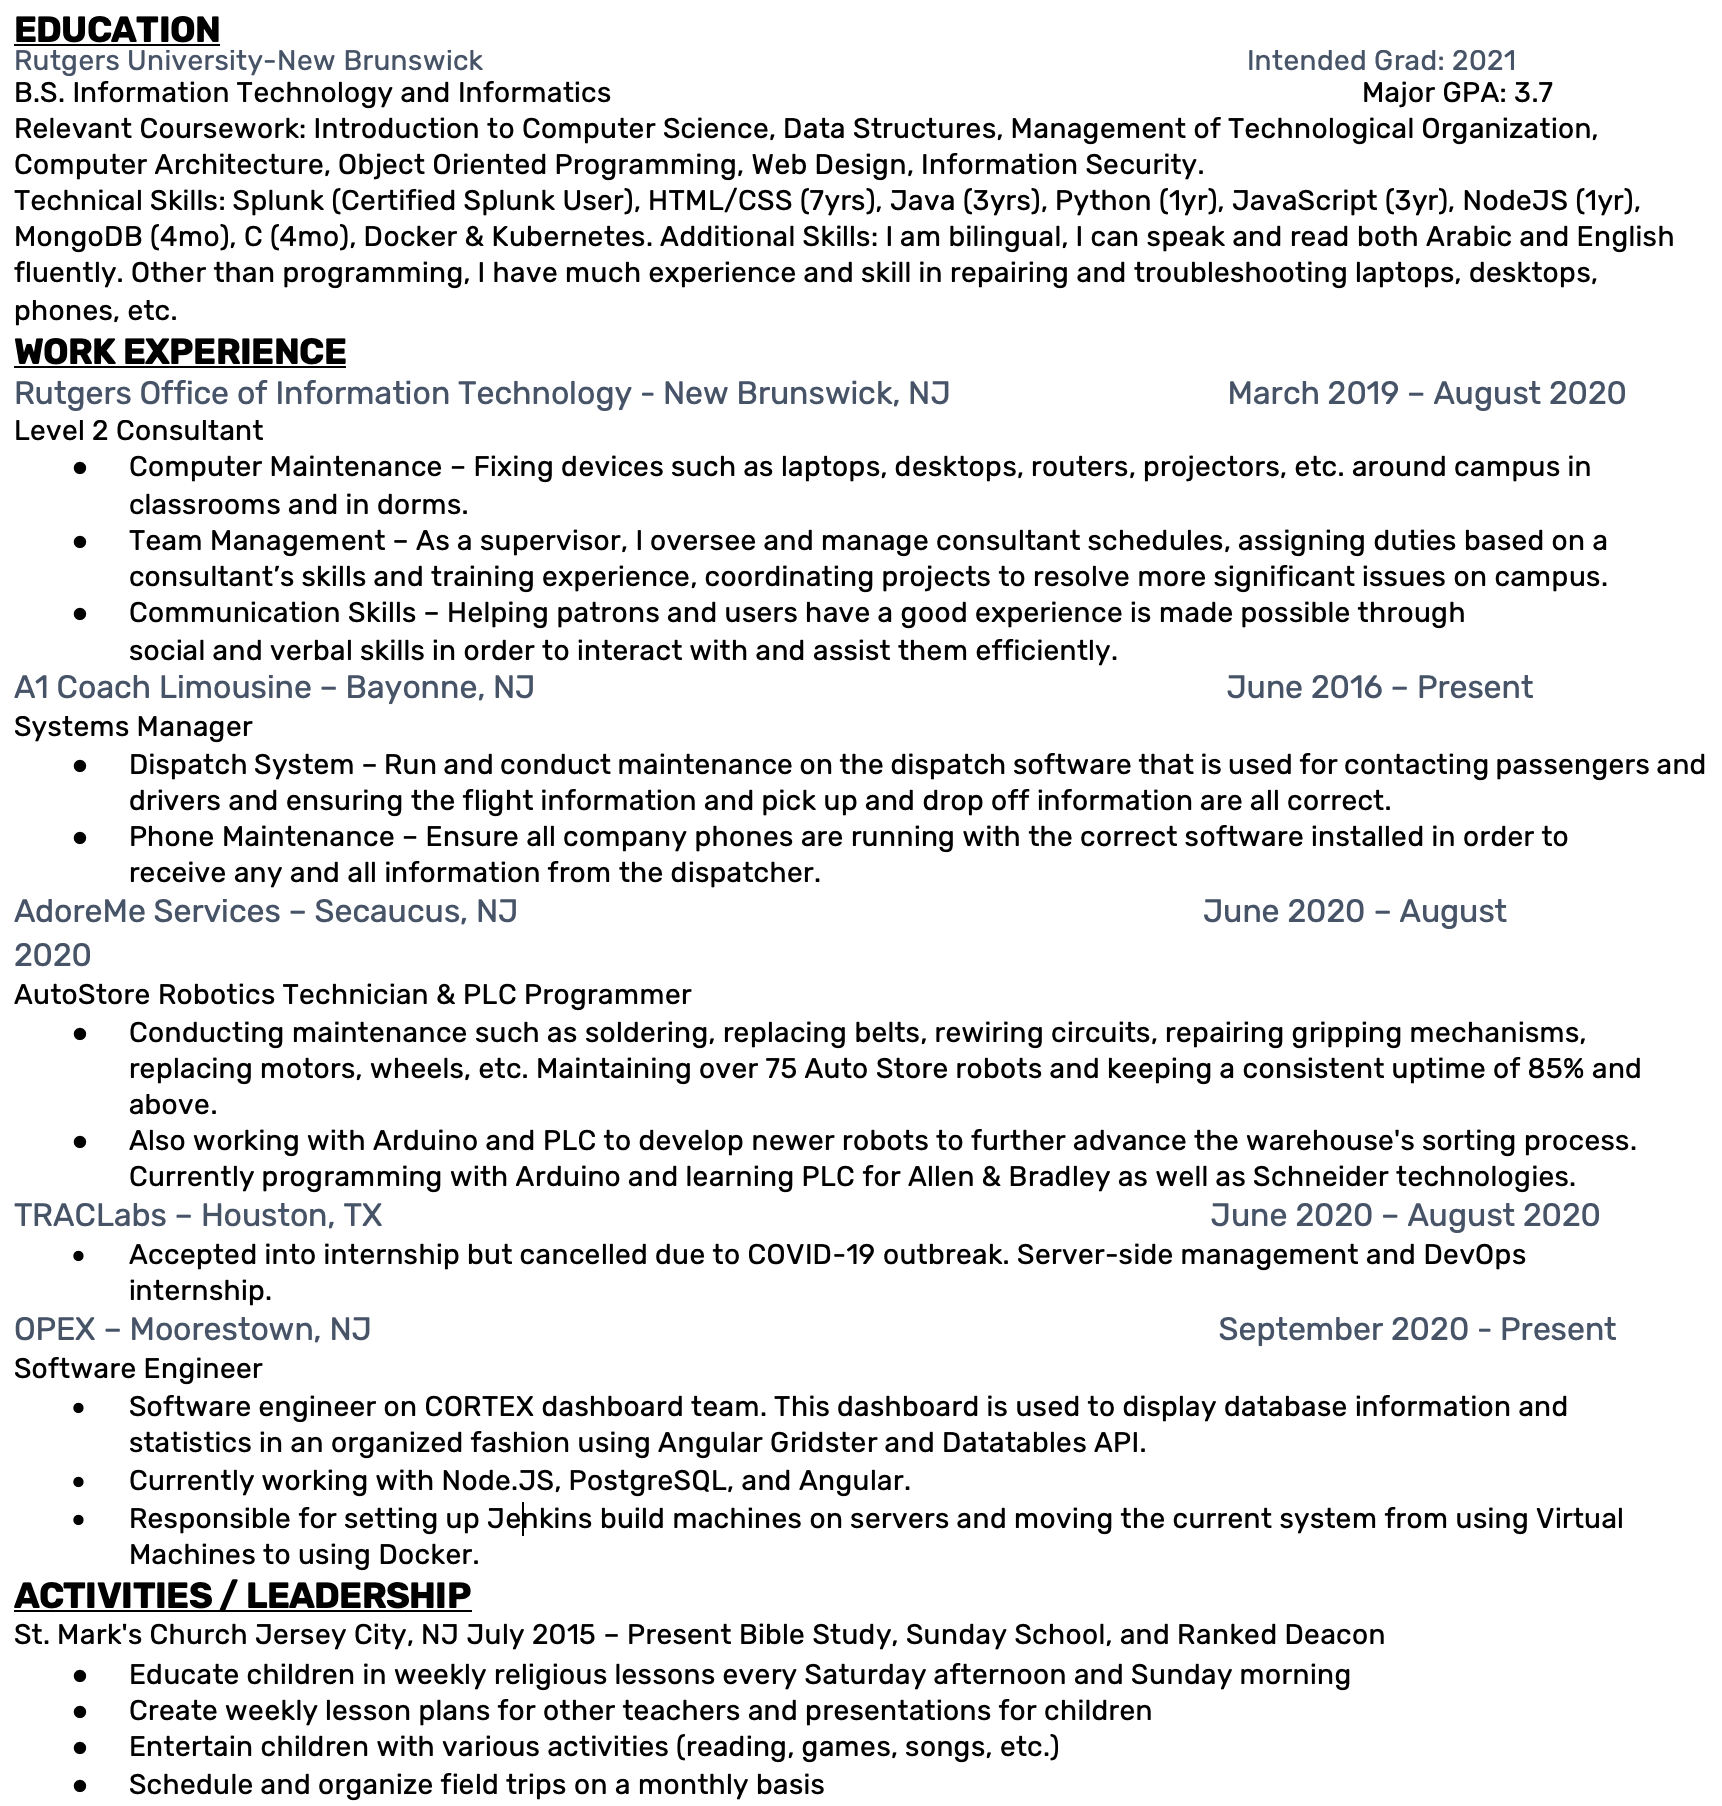 EDUCATION
Rutgers University-New Brunswick Intended Grad: 2021
B.S. Information Technology and Informatics Major GPA: 3.7
Relevant Coursework: Introduction to Computer Science, Data Structures, Management of Technological Organization,
Computer Architecture, Object Oriented Programming, Web Design, Information Security.
Technical Skills: Splunk (Certified Splunk User), HTML/CSS (7yrs), Java (3yrs), Python (1yr), JavaScript (3yr), NodeJS (1yr),
MongoDB (4mo), C (4mo), Docker & Kubernetes. Additional Skills: I am bilingual, I can speak and read both Arabic and English
fluently. Other than programming, I have much experience and skill in repairing and troubleshooting laptops, desktops,
phones, etc.
WORK EXPERIENCE
Rutgers Office of Information Technology - New Brunswick, NJ March 2019 – August 2020
Level 2 Consultant
● Computer Maintenance – Fixing devices such as laptops, desktops, routers, projectors, etc. around campus in
classrooms and in dorms.
● Team Management – As a supervisor, I oversee and manage consultant schedules, assigning duties based on a
consultant’s skills and training experience, coordinating projects to resolve more significant issues on campus.
● Communication Skills – Helping patrons and users have a good experience is made possible through
social and verbal skills in order to interact with and assist them efficiently.
A1 Coach Limousine – Bayonne, NJ June 2016 – Present
Systems Manager
● Dispatch System – Run and conduct maintenance on the dispatch software that is used for contacting passengers and
drivers and ensuring the flight information and pick up and drop off information are all correct.
● Phone Maintenance – Ensure all company phones are running with the correct software installed in order to
receive any and all information from the dispatcher.
AdoreMe Services – Secaucus, NJ June 2020 – August
2020
AutoStore Robotics Technician & PLC Programmer
● Conducting maintenance such as soldering, replacing belts, rewiring circuits, repairing gripping mechanisms,
replacing motors, wheels, etc. Maintaining over 75 Auto Store robots and keeping a consistent uptime of 85% and
above.
● Also working with Arduino and PLC to develop newer robots to further advance the warehouse's sorting process.
Currently programming with Arduino and learning PLC for Allen & Bradley as well as Schneider technologies.
TRACLabs – Houston, TX June 2020 – August 2020
● Accepted into internship but cancelled due to COVID-19 outbreak. Server-side management and DevOps
internship.
OPEX – Moorestown, NJ September 2020 - Present
Software Engineer
● Software engineer on CORTEX dashboard team. This dashboard is used to display database information and
statistics in an organized fashion using Angular Gridster and Datatables API.
● Currently working with Node.JS, PostgreSQL, and Angular.
● Responsible for setting up Jenkins build machines on servers and moving the current system from using Virtual
Machines to using Docker.
ACTIVITIES / LEADERSHIP
St. Mark's Church Jersey City, NJ July 2015 – Present Bible Study, Sunday School, and Ranked Deacon
● Educate children in weekly religious lessons every Saturday afternoon and Sunday morning
● Create weekly lesson plans for other teachers and presentations for children
● Entertain children with various activities (reading, games, songs, etc.)
● Schedule and organize field trips on a monthly basis